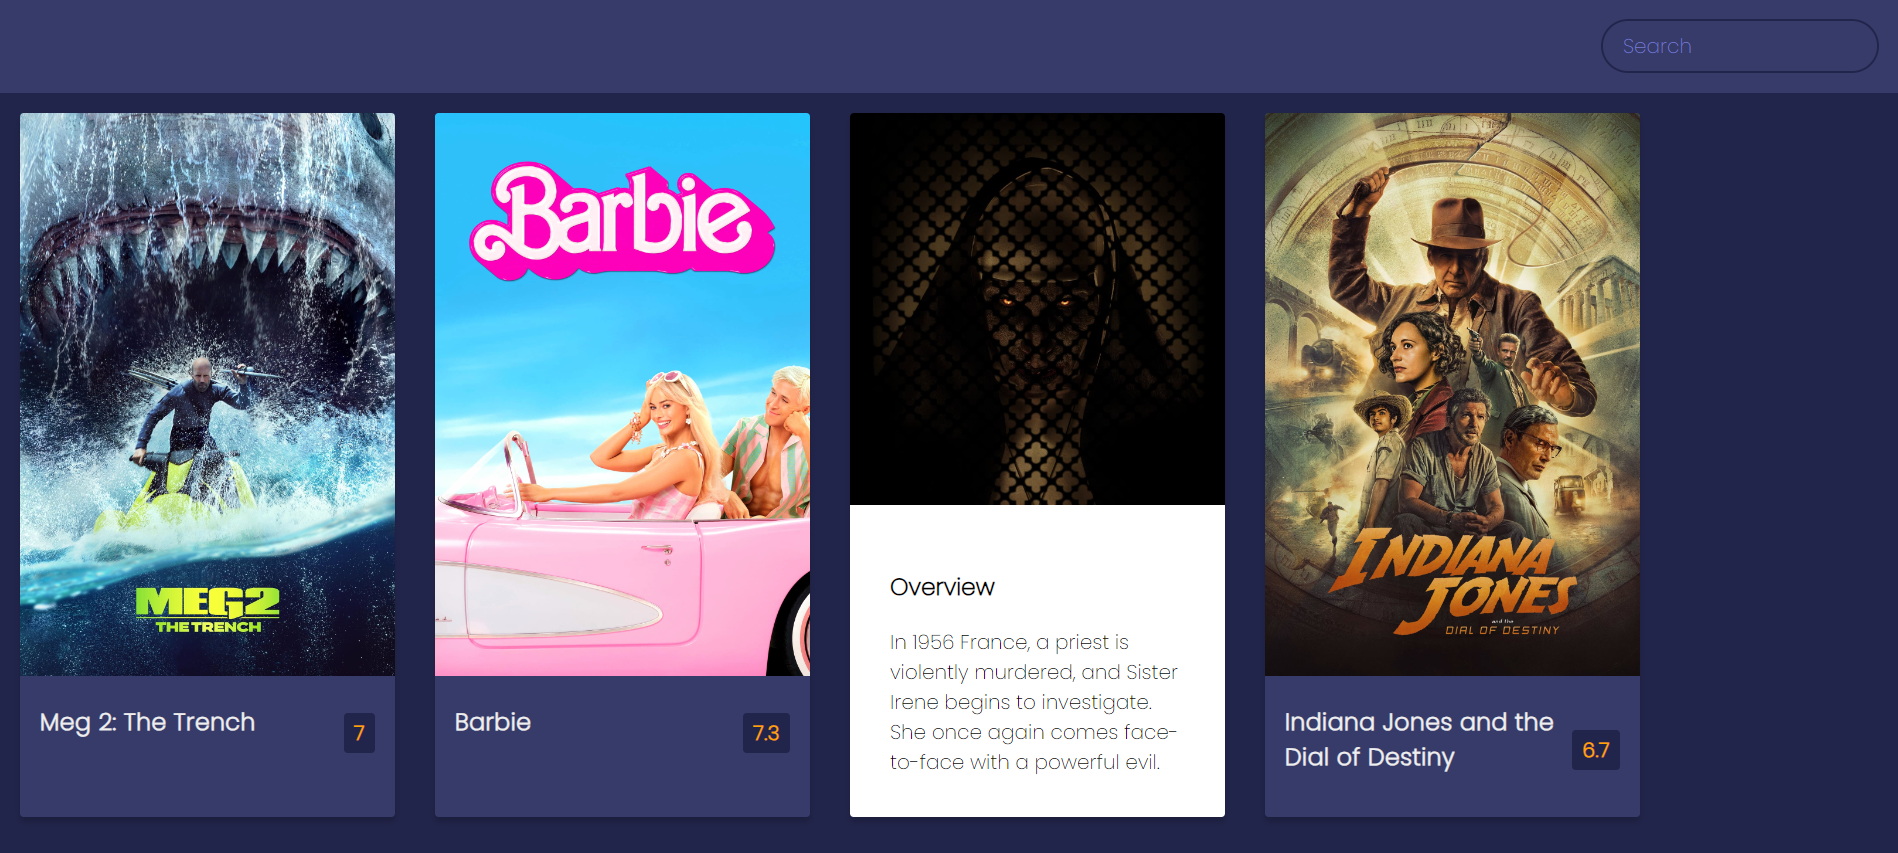 Search
Barbie
MEG2
THE TRENCH
INDIANA
JONES
and the
DIAL OF DESTINY
Meg 2: The Trench
7
Barbie
7.3
Overview
In 1956 France, a priest is
violently murdered, and Sister
Irene begins to investigate.
She once again comes face-
to-face with a powerful evil.
Indiana Jones and the
Dial of Destiny
6.7